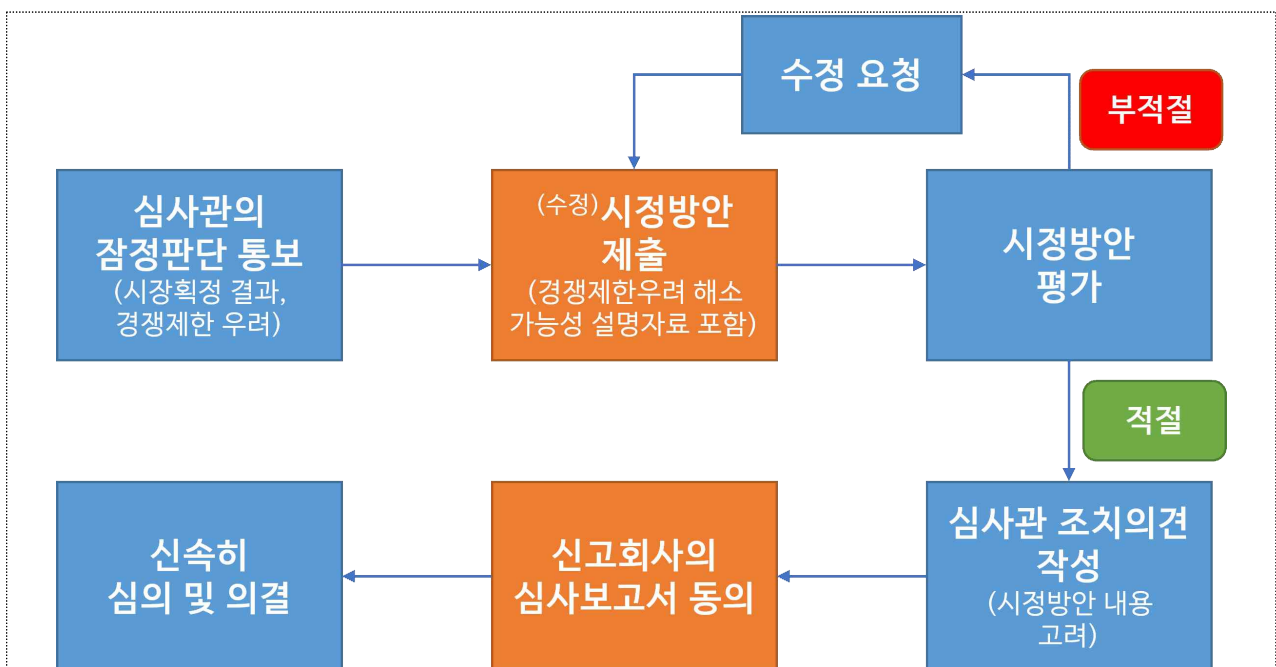 수정 요청
부적절
심사관의
잠정판단 통보
(시장획정 결과,
경쟁제한 우려)
(수정)시정방안
제출
(경쟁제한우려 해소
가능성 설명자료 포함)
시정방안
평가
적절
심사관 조치의견
작성
(시정방안 내용
고려)
신고회사의
심사보고서 동의
신속히
심의 및 의결